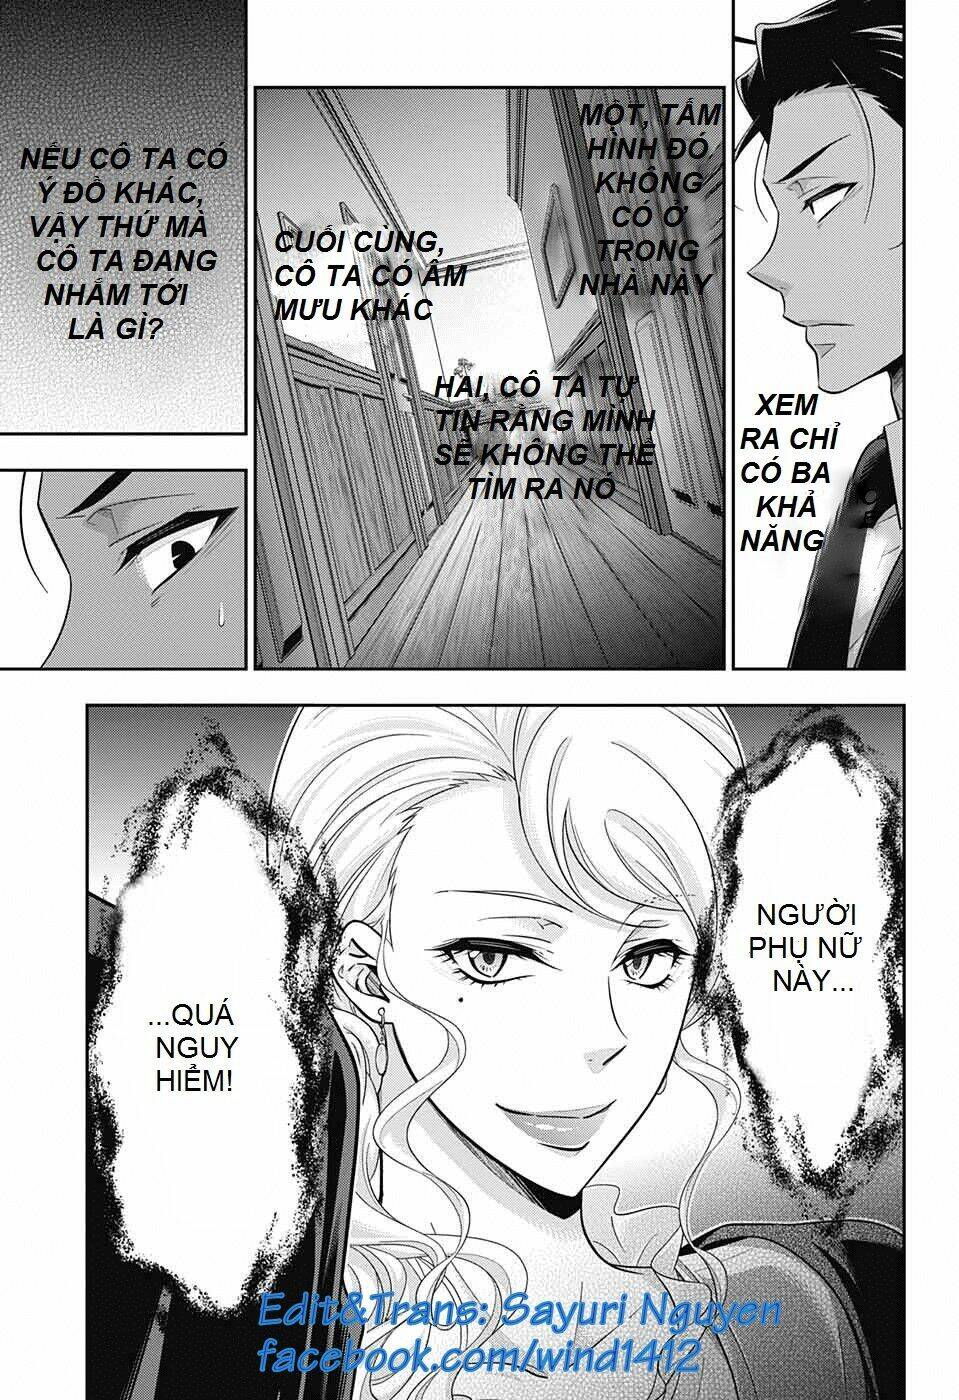 XEM
RA CHỈ
CÓ BA
KHẢ
NĂNG
MỘT, TẤM
HÌNH ĐÓ
KHÔNG
CÓ Ở
TRONG
NHÀ NÀY
HAI, CÔ TA TỰ
TIN RẰNG MÌNH
SẼ KHÔNG THỂ
TÌM RA NÓ
CUỐI CÙNG,
CÔ TA CÓ ÂM
MƯU KHÁC
NẾU CÔ TA CÓ
Ý ĐỒ KHÁC,
VẬY THỨ MÀ
CÔ TA ĐANG
NHẮM TỚI
LÀ GÌ?
NGƯỜI
PHỤ NỮ
NÀY...
...QUÁ
NGUY
HIỂM!
Edit&Trans: Sayuri Nguyen
facebook.com/wind1412